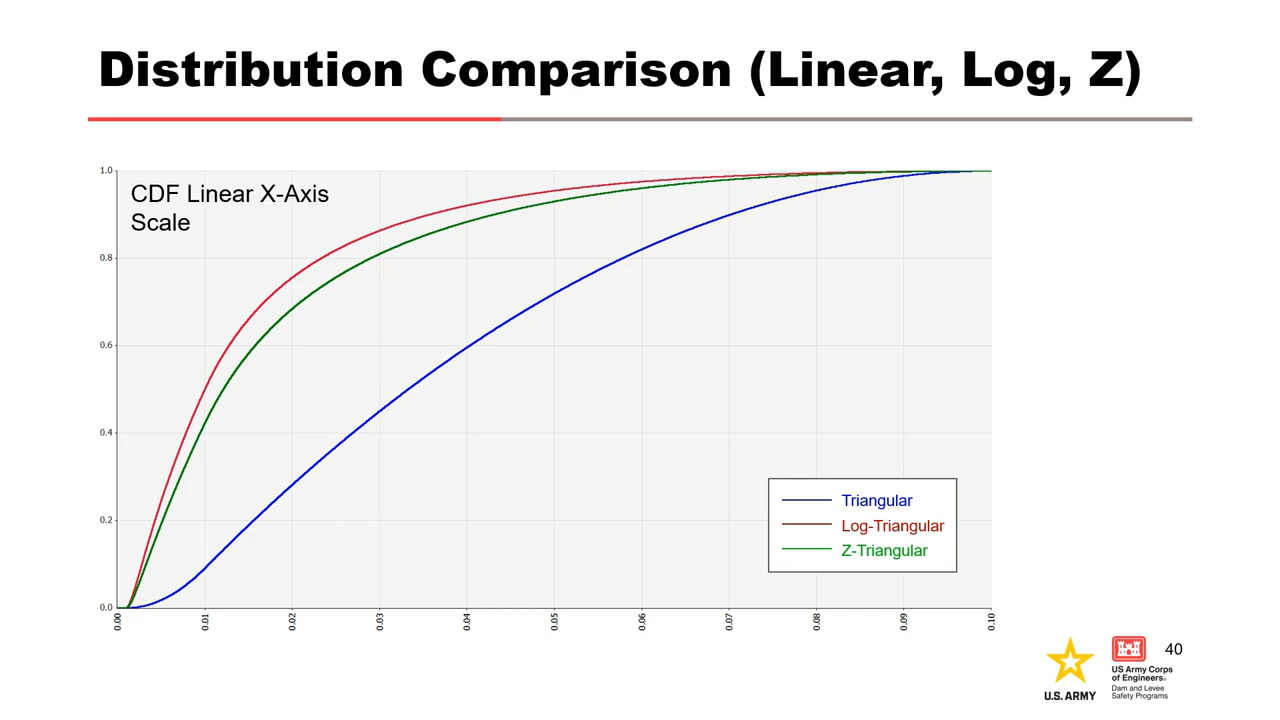 Distribution Comparison (Linear, Log, Z)
CDF Linear X-Axis
Scale
1.0
0.8
0.6
0.4
0.2
0.0
0.00
0.01
0.02
0.03
0.04
0.05
0.06
0.07
0.08
0.09
0.10
Triangular
Log-Triangular
Z-Triangular
U.S. ARMY
US Army Corps
of Engineers®
Dam and Levee
Safety Programs
40